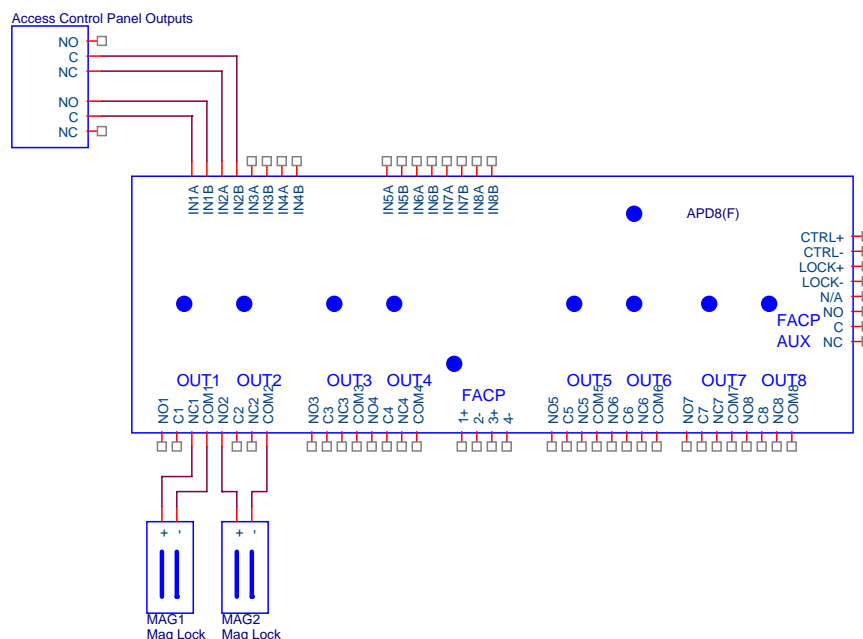 Access Control Panel Outputs
NO
C
NC
NO
C
NC
IN1A
IN1B
IN2A
IN2B
IN3A
IN3B
IN4A
IN4B
IN5A
IN5B
IN6A
IN6B
IN7A
IN7B
IN8A
IN8B
APD8(F)
CTRL+
CTRL-
LOCK+
LOCK-
N/A
NO
FACP
C
AUX
NC
OUT1
OUT2
OUT3
OUT4
FACP
OUT5
OUT6
OUT7
OUT8
NO1
C1
NC1
COM1
NO2
C2
NC2
COM2
NO3
C3
NC3
COM3
NO4
C4
NC4
COM4
1+
2-
3+
4-
NO5
C5
NC5
COM5
NO6
C6
NC6
COM6
NO7
C7
NC7
COM7
NO8
C8
NC8
COM8
+ -
+ -
MAG1
Mag Lock
MAG2
Mag Lock